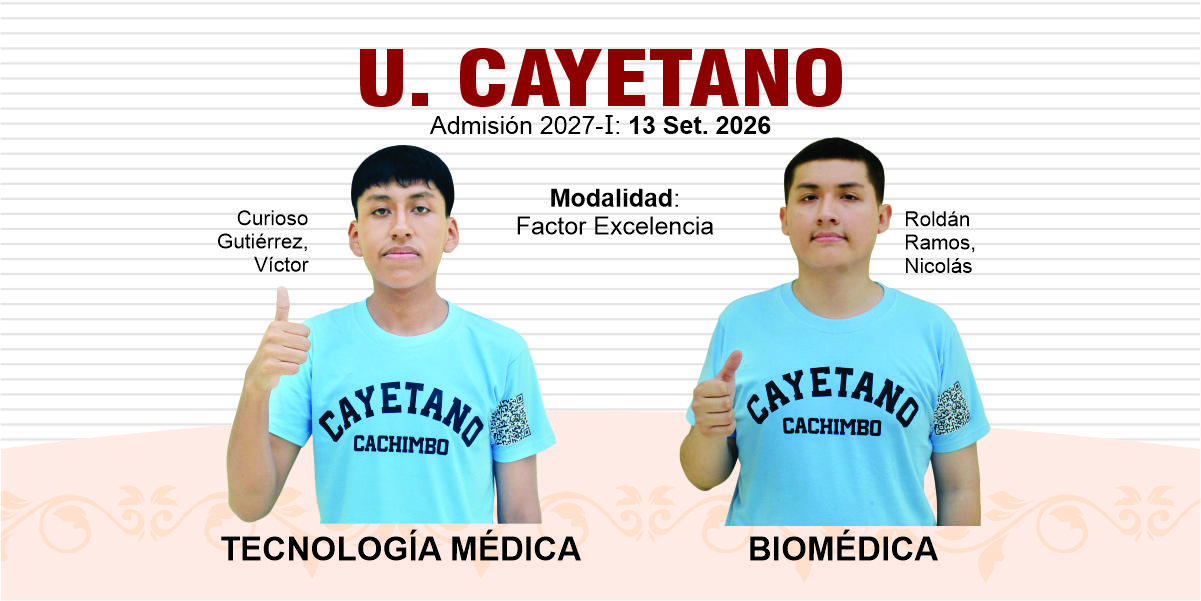 U. CAYETANO
Admisión 2027-I: 13 Set. 2026
Modalidad:
Factor Excelencia
Curioso
Gutiérrez,
Víctor
Roldán
Ramos,
Nicolás
CAYETANO
CACHIMBO
CAYETANO
CACHIMBO
TECNOLOGÍA MÉDICA
BIOMÉDICA